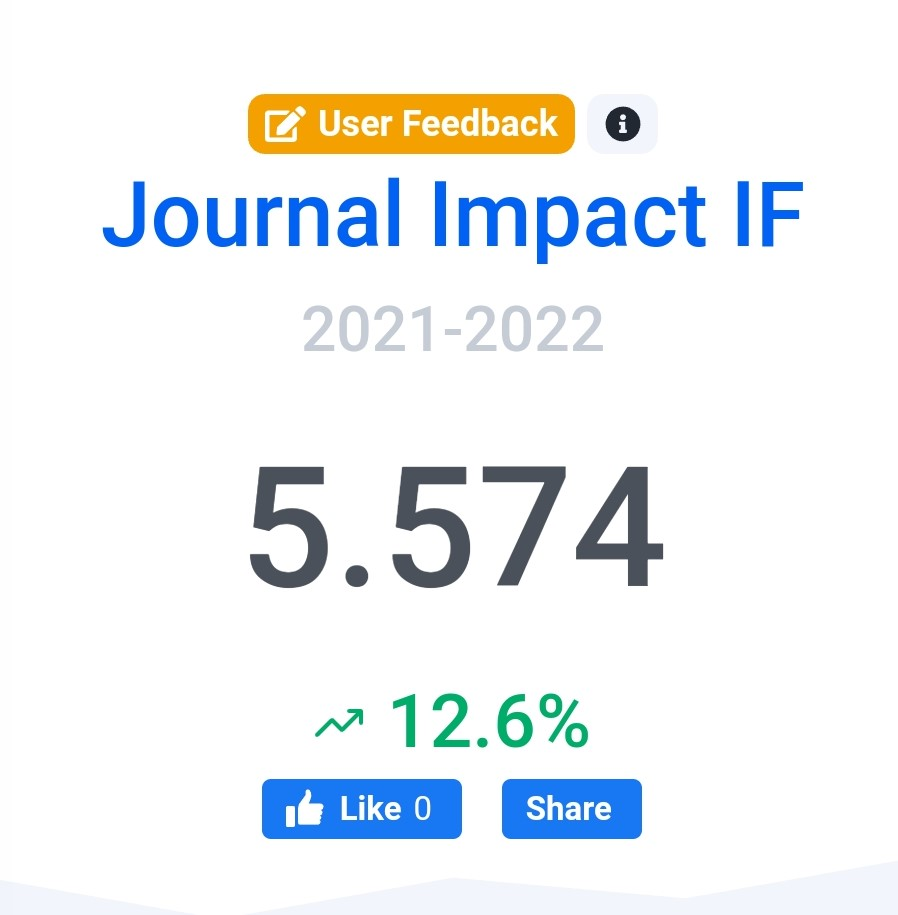 User Feedback
Journal Impact IF
2021-2022
5.574
12.6%
Like 0
Share